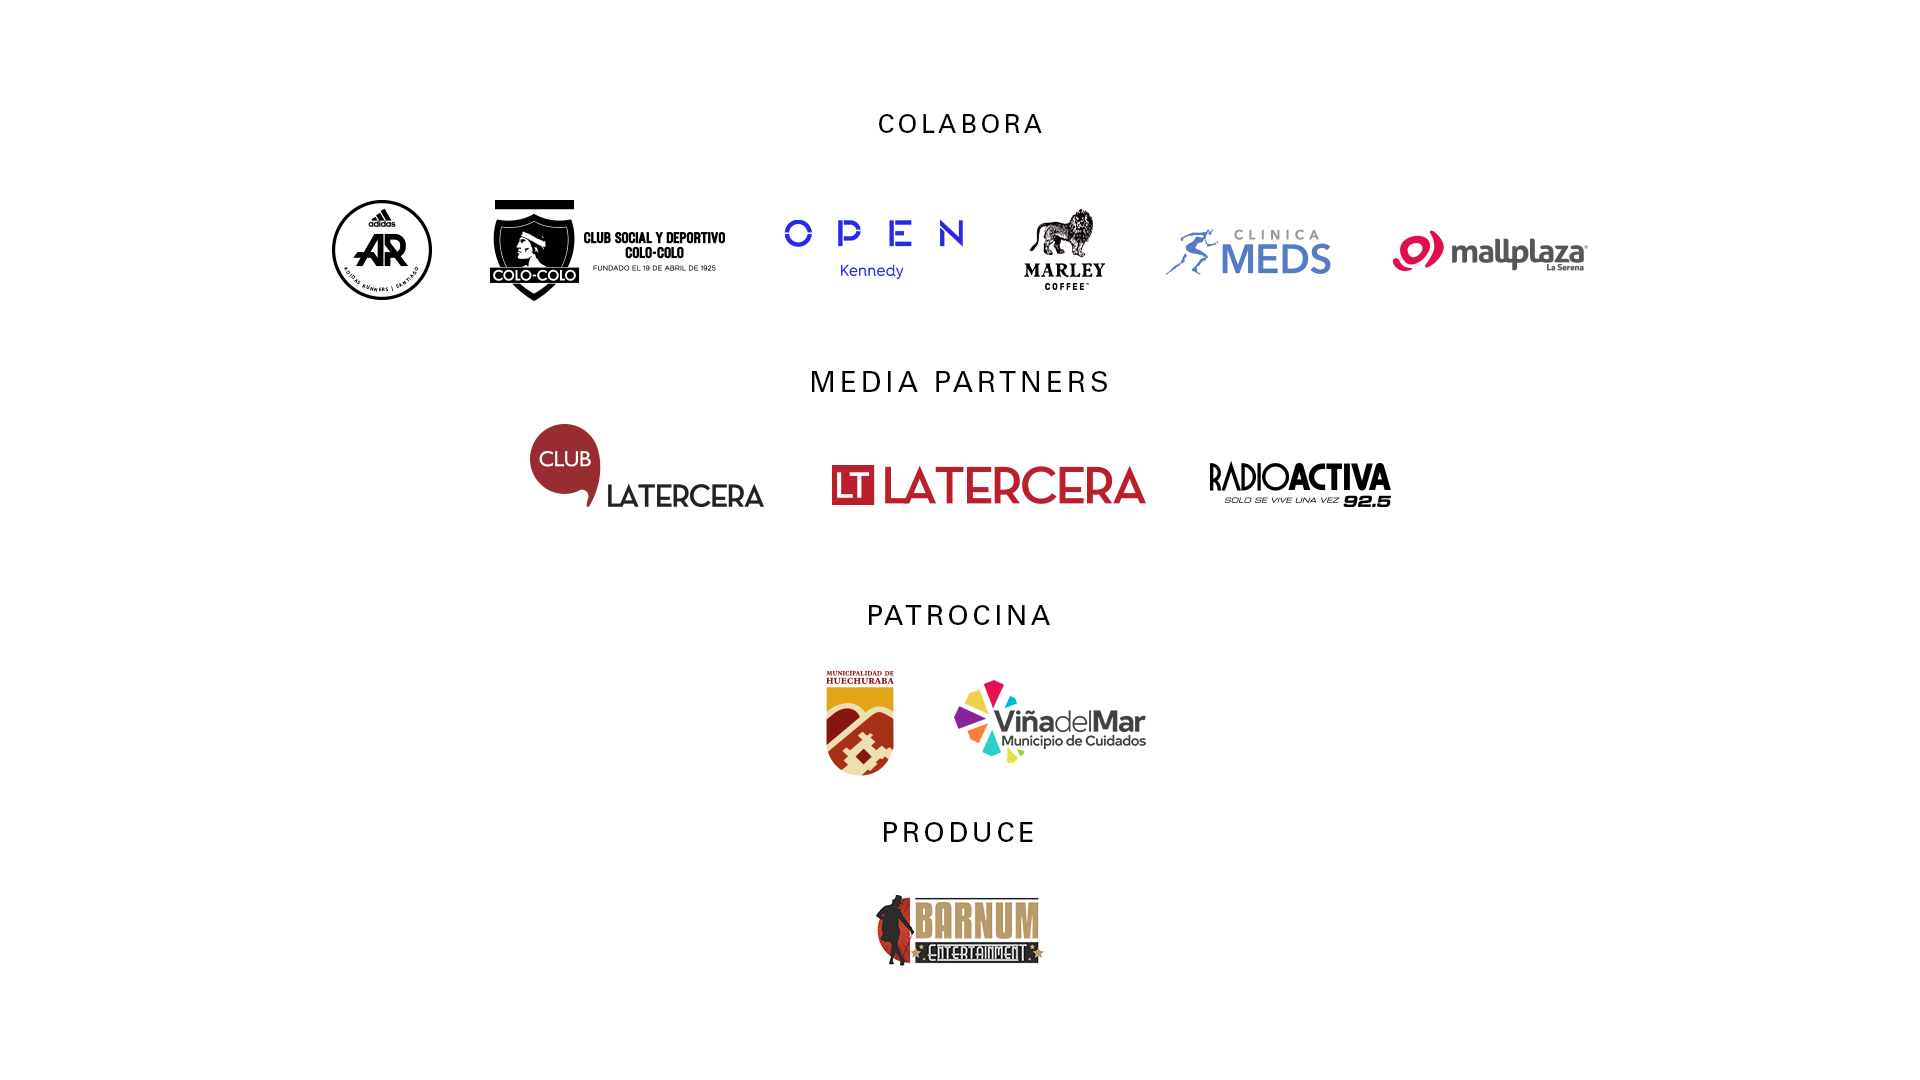 COLABORA
adidas
AR
ADIDAS RUNNERS | SANTIAGO
COLO-COLO
CLUB SOCIAL Y DEPORTIVO
COLO-COLO
FUNDADO EL 19 DE ABRIL DE 1925
OPEN
Kennedy
MARLEY
COFFEE™
CLINICA
MEDS
mallplaza®
La Serena
MEDIA PARTNERS
CLUB
LATERCERA
LT LATERCERA
RADIOACTIVA
SOLO SE VIVE UNA VEZ 92.5
PATROCINA
MUNICIPALIDAD DE
HUECHURABA
ViñadelMar
Municipio de Cuidados
PRODUCE
BARNUM
ENTERTAINMENT